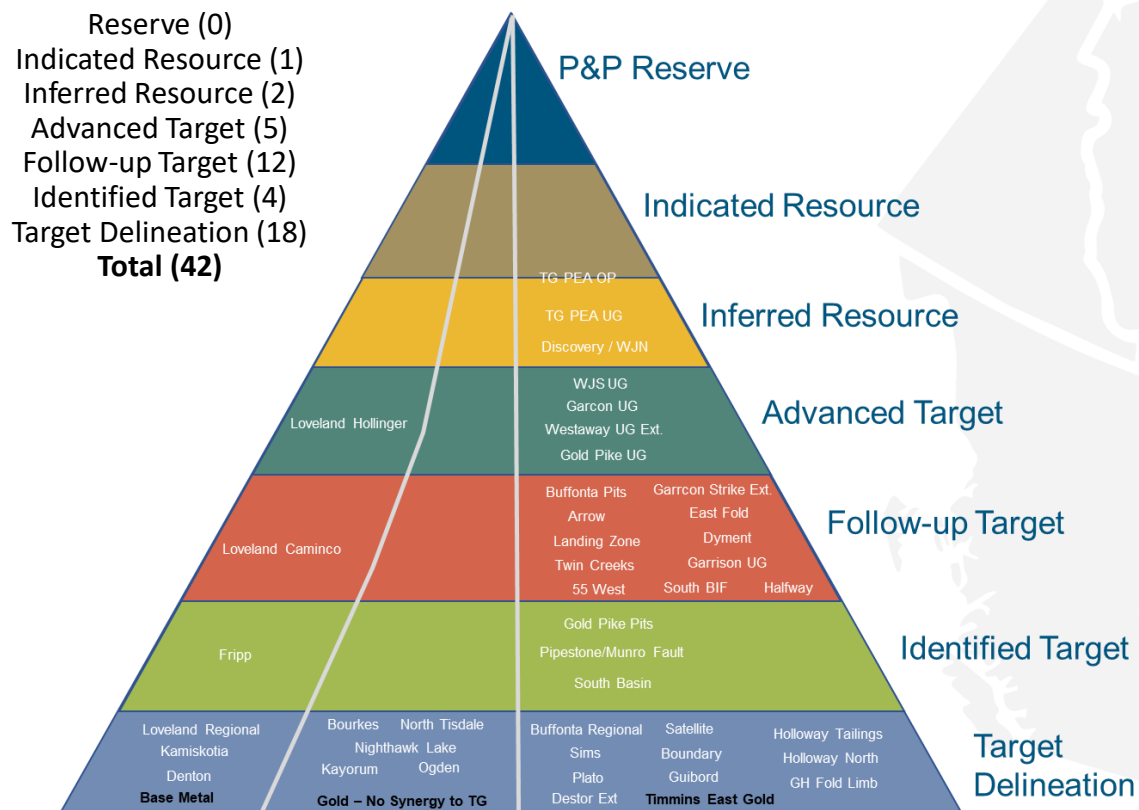 Reserve (0)
Indicated Resource (1)
Inferred Resource (2)
Advanced Target (5)
Follow-up Target (12)
Identified Target (4)
Target Delineation (18)
Total (42)
P&P Reserve
Indicated Resource
TG PEA OP
TG PEA UG
Discovery / WJN
Inferred Resource
Loveland Hollinger
WJS UG
Garcon UG
Westaway UG Ext.
Gold Pike UG
Advanced Target
Loveland Caminco
Buffonta Pits
Arrow
Landing Zone
Twin Creeks
55 West
Garrcon Strike Ext.
East Fold
Dyment
Garrison UG
South BIF
Halfway
Follow-up Target
Fripp
Gold Pike Pits
Pipestone/Munro Fault
South Basin
Identified Target
Loveland Regional
Kamiskotia
Denton
Base Metal
Bourkes
North Tisdale
Nighthawk Lake
Kayorum
Ogden
Gold – No Synergy to TG
Buffonta Regional
Sims
Plato
Destor Ext
Satellite
Boundary
Guibord
Timmins East Gold
Holloway Tailings
Holloway North
GH Fold Limb
Target
Delineation